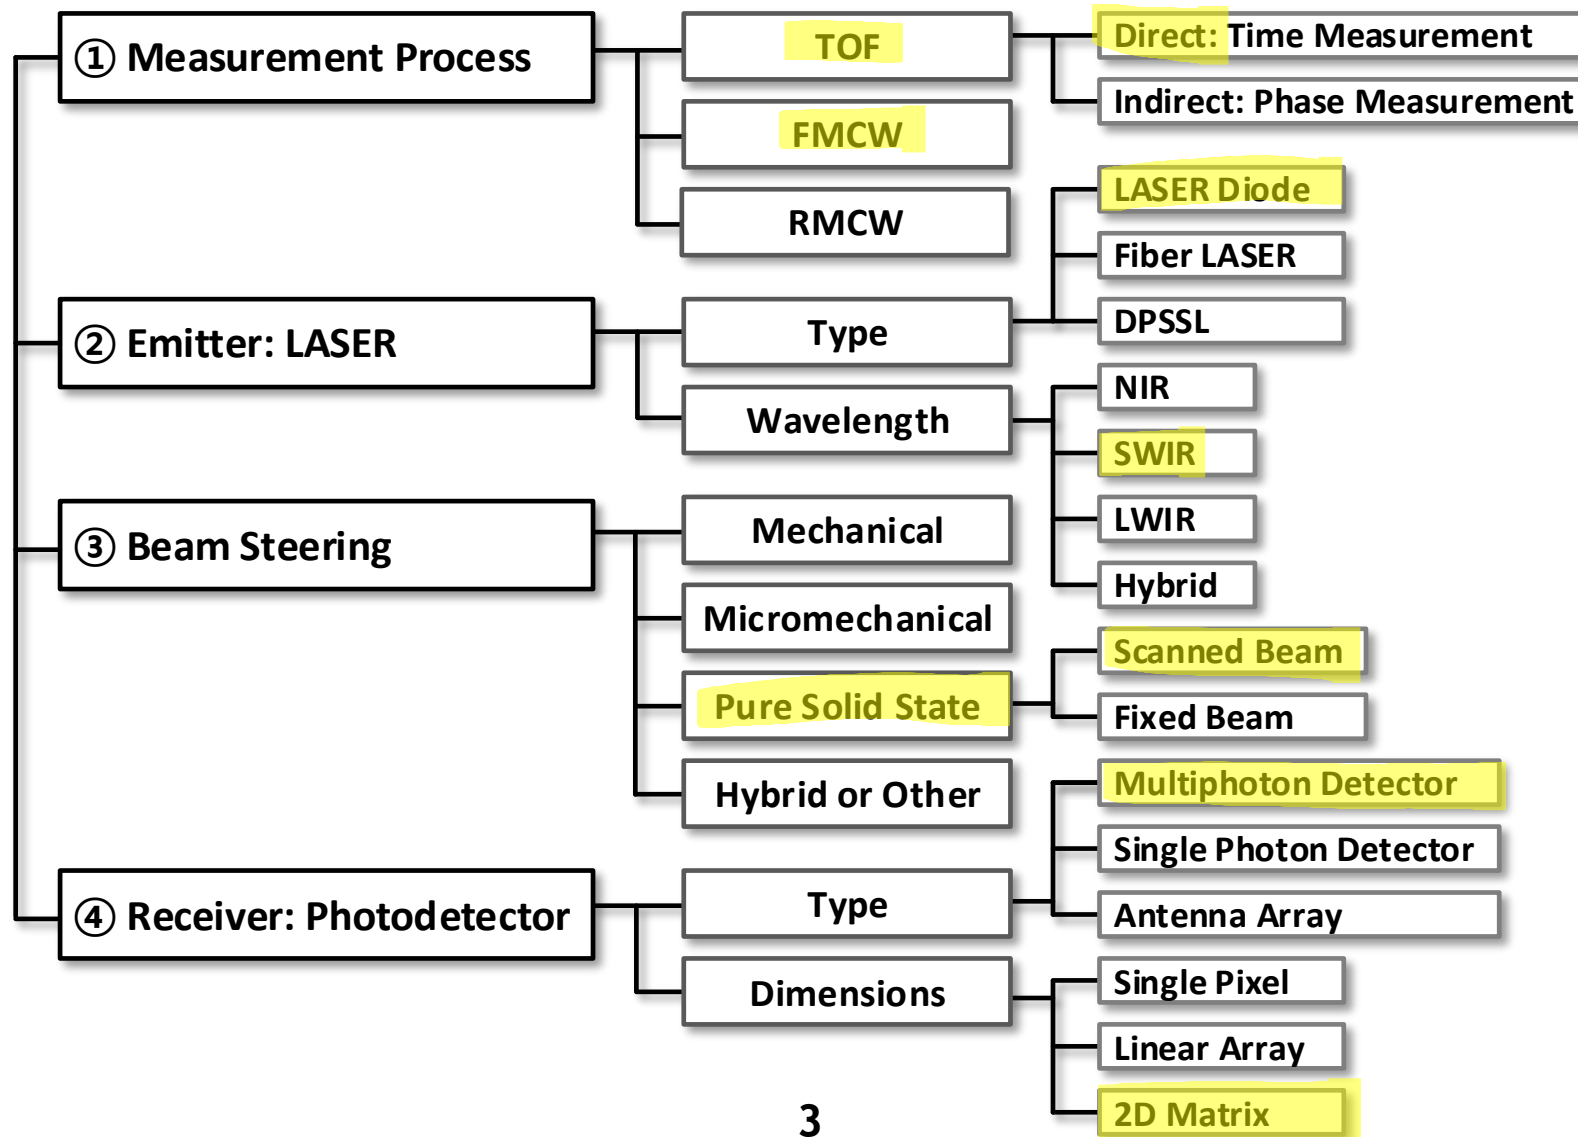 ① Measurement Process
TOF
Direct: Time Measurement
Indirect: Phase Measurement
FMCW
RMCW
② Emitter: LASER
Type
LASER Diode
Fiber LASER
DPSSL
Wavelength
NIR
SWIR
LWIR
Hybrid
③ Beam Steering
Mechanical
Micromechanical
Pure Solid State
Scanned Beam
Fixed Beam
Hybrid or Other
④ Receiver: Photodetector
Type
Multiphoton Detector
Single Photon Detector
Antenna Array
Dimensions
Single Pixel
Linear Array
2D Matrix
3